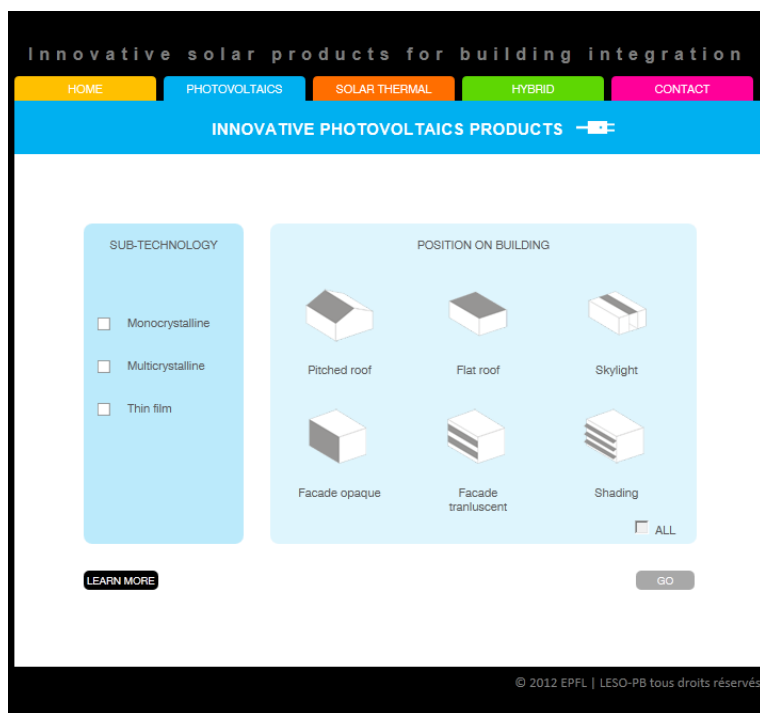 Innovative solar products for building integration
HOME PHOTOVOLTAICS SOLAR THERMAL HYBRID CONTACT
INNOVATIVE PHOTOVOLTAICS PRODUCTS
SUB-TECHNOLOGY
Monocrystalline
Multicrystalline
Thin film
POSITION ON BUILDING
Pitched roof Flat roof Skylight
Facade opaque Facade Shading
tranluscent
ALL
LEARN MORE GO
© 2012 EPFL | LESO-PB tous droits réservés